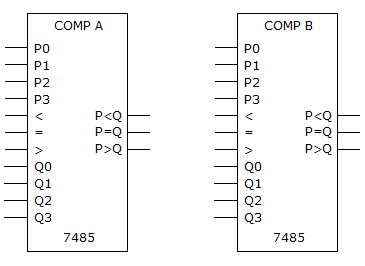 COMP A
P0
P1
P2
P3
< P<Q
= P=Q
> P>Q
Q0
Q1
Q2
Q3
7485
COMP B
P0
P1
P2
P3
< P<Q
= P=Q
> P>Q
Q0
Q1
Q2
Q3
7485